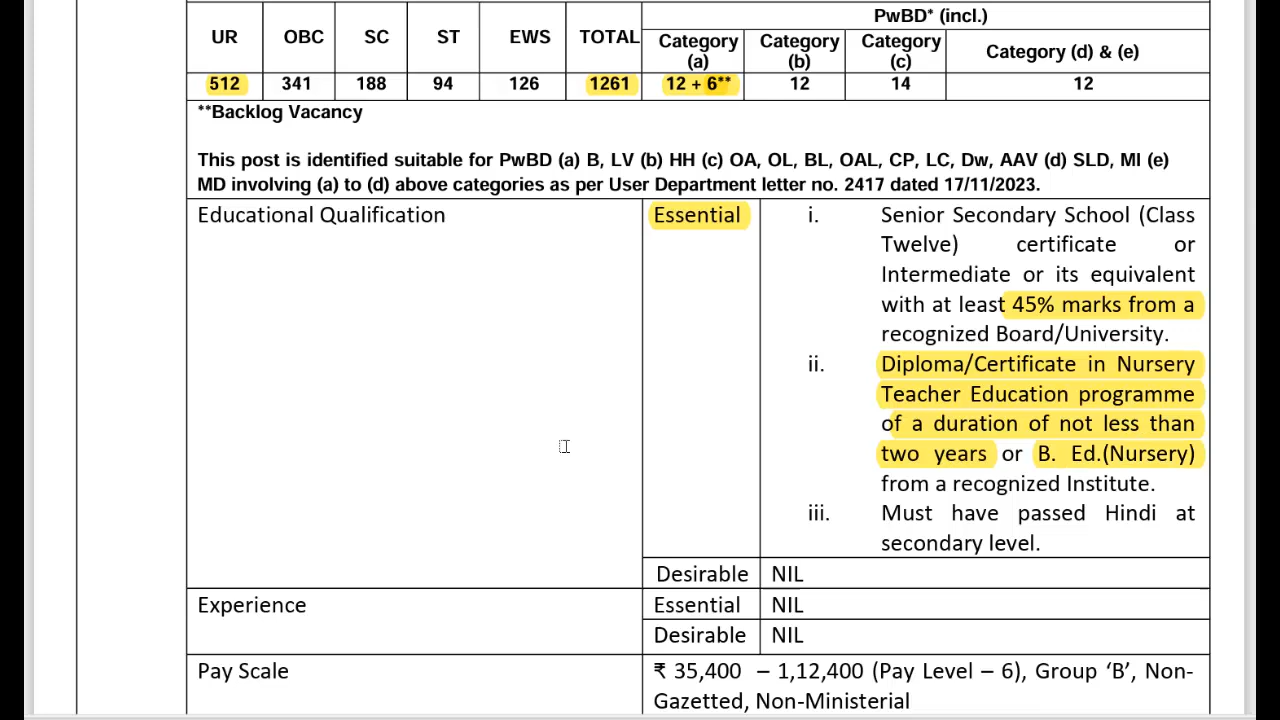 PwBD* (incl.)
UR OBC SC ST EWS TOTAL Category (a) Category (b) Category (c) Category (d) & (e)
512 341 188 94 126 1261 12 + 6** 12 14 12
**Backlog Vacancy
This post is identified suitable for PwBD (a) B, LV (b) HH (c) OA, OL, BL, OAL, CP, LC, Dw, AAV (d) SLD, MI (e)
MD involving (a) to (d) above categories as per User Department letter no. 2417 dated 17/11/2023.
Educational Qualification Essential i. Senior Secondary School (Class
Twelve) certificate or
Intermediate or its equivalent
with at least 45% marks from a
recognized Board/University.
ii. Diploma/Certificate in Nursery
Teacher Education programme
of a duration of not less than
two years or B. Ed.(Nursery)
from a recognized Institute.
iii. Must have passed Hindi at
secondary level.
Desirable NIL
Experience Essential NIL
Desirable NIL
Pay Scale ₹ 35,400 – 1,12,400 (Pay Level – 6), Group ‘B’, Non-
Gazetted, Non-Ministerial